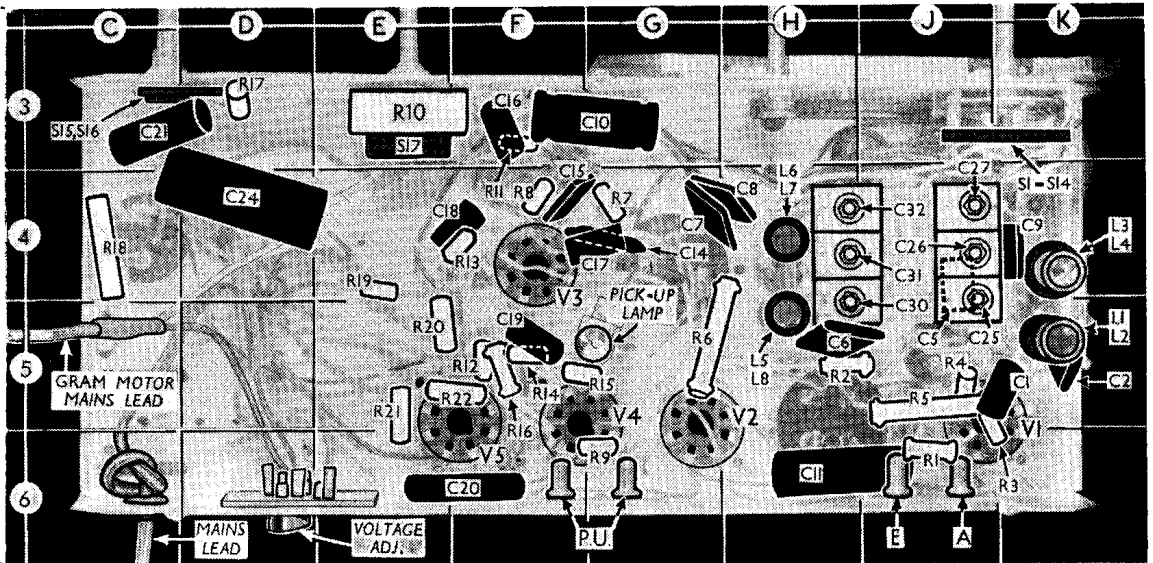 C D E F G H J K
3
4
5
6
R17
S15,S16
C21
R10
S17
C16
C10
R11
C24
R18
C18
R13
R8
C15
R7
C17
C14
C7
C8
L6
L7
C32
C31
C30
C27
S1-S14
C26
C9
L3
L4
V3
R19
R20
C19
PICK-UP
LAMP
R6
L5
L8
C6
R2
C5
C25
L1
L2
C2
GRAM MOTOR
MAINS LEAD
R12
R14
R15
R22
R21
R16
V5
V4
V2
R4
R5
C1
V1
R9
C20
C11
R1
R3
MAINS
LEAD
VOLTAGE
ADJ.
P.U.
E
A